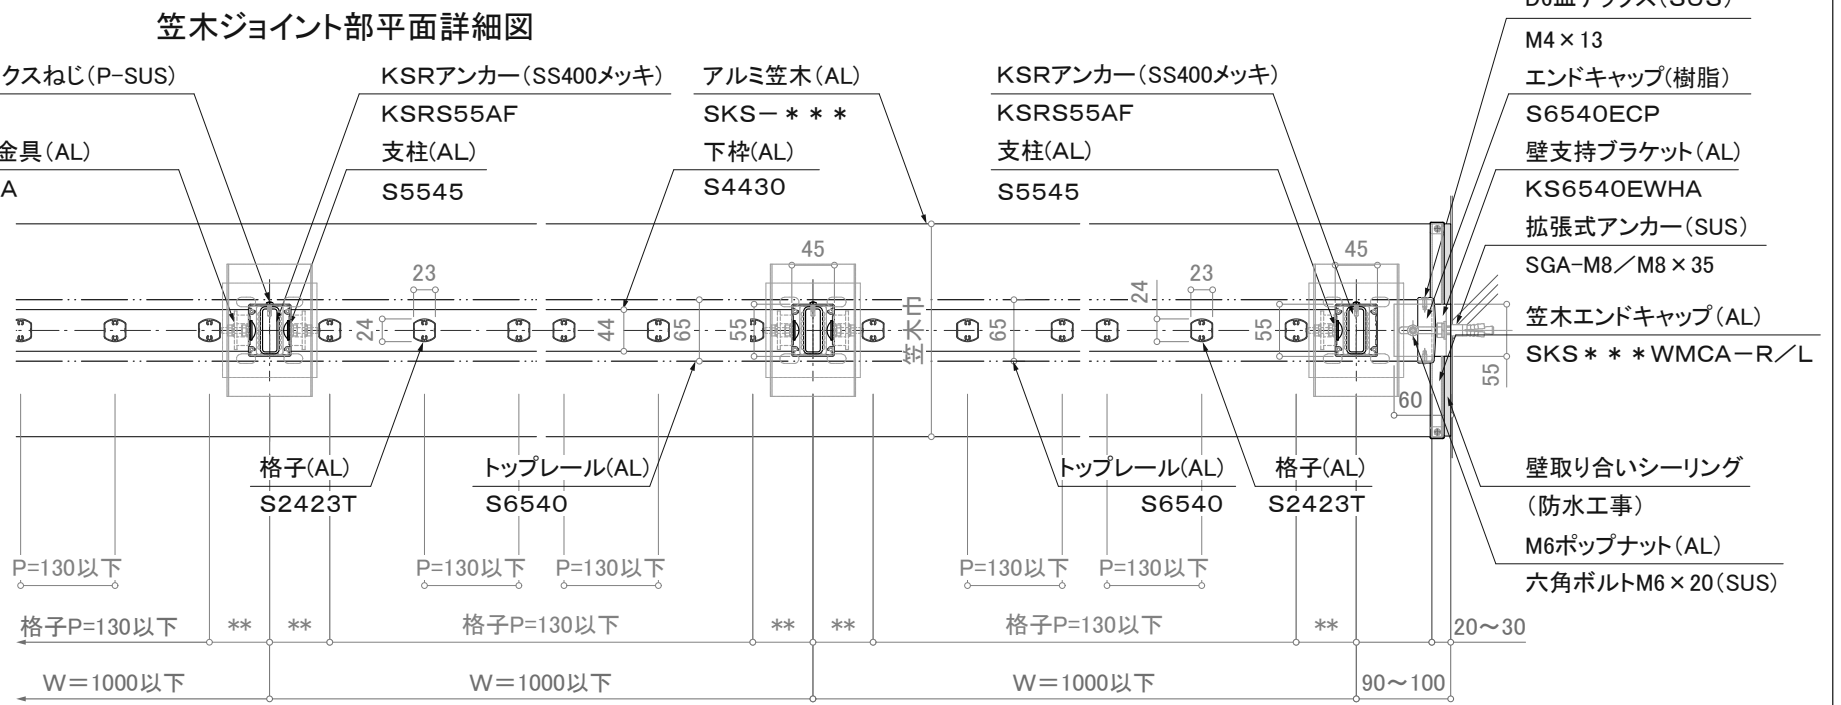 笠木ジョイント部平面詳細図
クスねじ(P-SUS)
金具(AL)
A
KSRアンカー(SS400メッキ)
KSRS55AF
支柱(AL)
S5545
アルミ笠木(AL)
SKS-***
下枠(AL)
S4430
KSRアンカー(SS400メッキ)
KSRS55AF
支柱(AL)
S5545
M4×13
エンドキャップ(樹脂)
S6540ECP
壁支持ブラケット(AL)
KS6540EWHA
拡張式アンカー(SUS)
SGA-M8/M8×35
笠木エンドキャップ(AL)
SKS***WMCA-R/L
23
24
44
65
45
55
笠木巾
65
24
23
45
55
60
55
格子(AL)
S2423T
トップレール(AL)
S6540
トップレール(AL)
S6540
格子(AL)
S2423T
壁取り合いシーリング
(防水工事)
M6ポップナット(AL)
六角ボルトM6×20(SUS)
P=130以下
P=130以下
P=130以下
P=130以下
P=130以下
格子P=130以下
**
**
格子P=130以下
**
**
格子P=130以下
**
20~30
W=1000以下
W=1000以下
W=1000以下
90~100